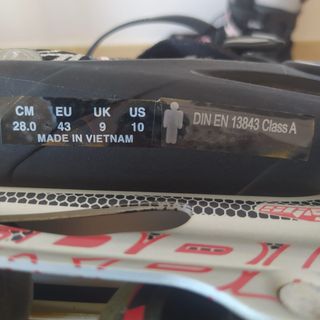 CM EU UK US
28.0 43 9 10
MADE IN VIETNAM
DIN EN 13843 Class A